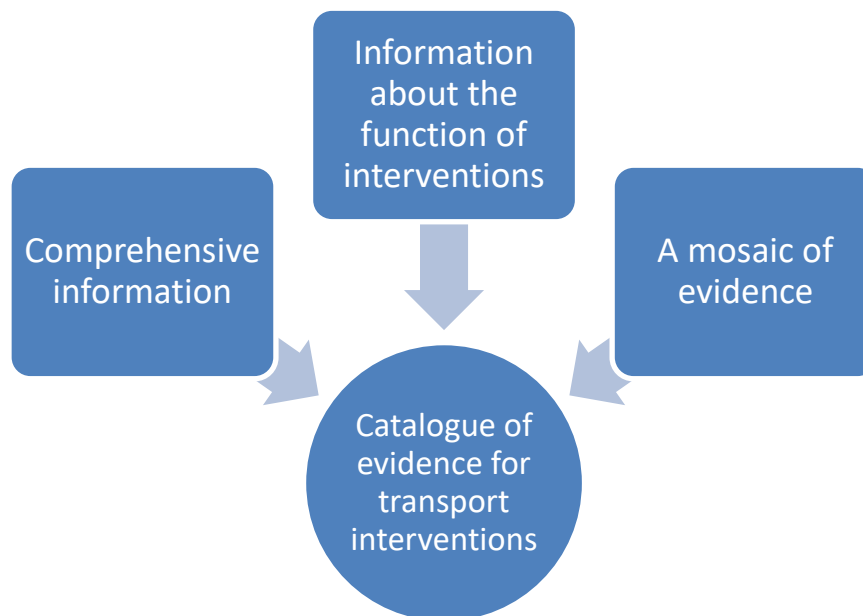 Information
about the
function of
interventions
Comprehensive
information
A mosaic of
evidence
Catalogue of
evidence for
transport
interventions